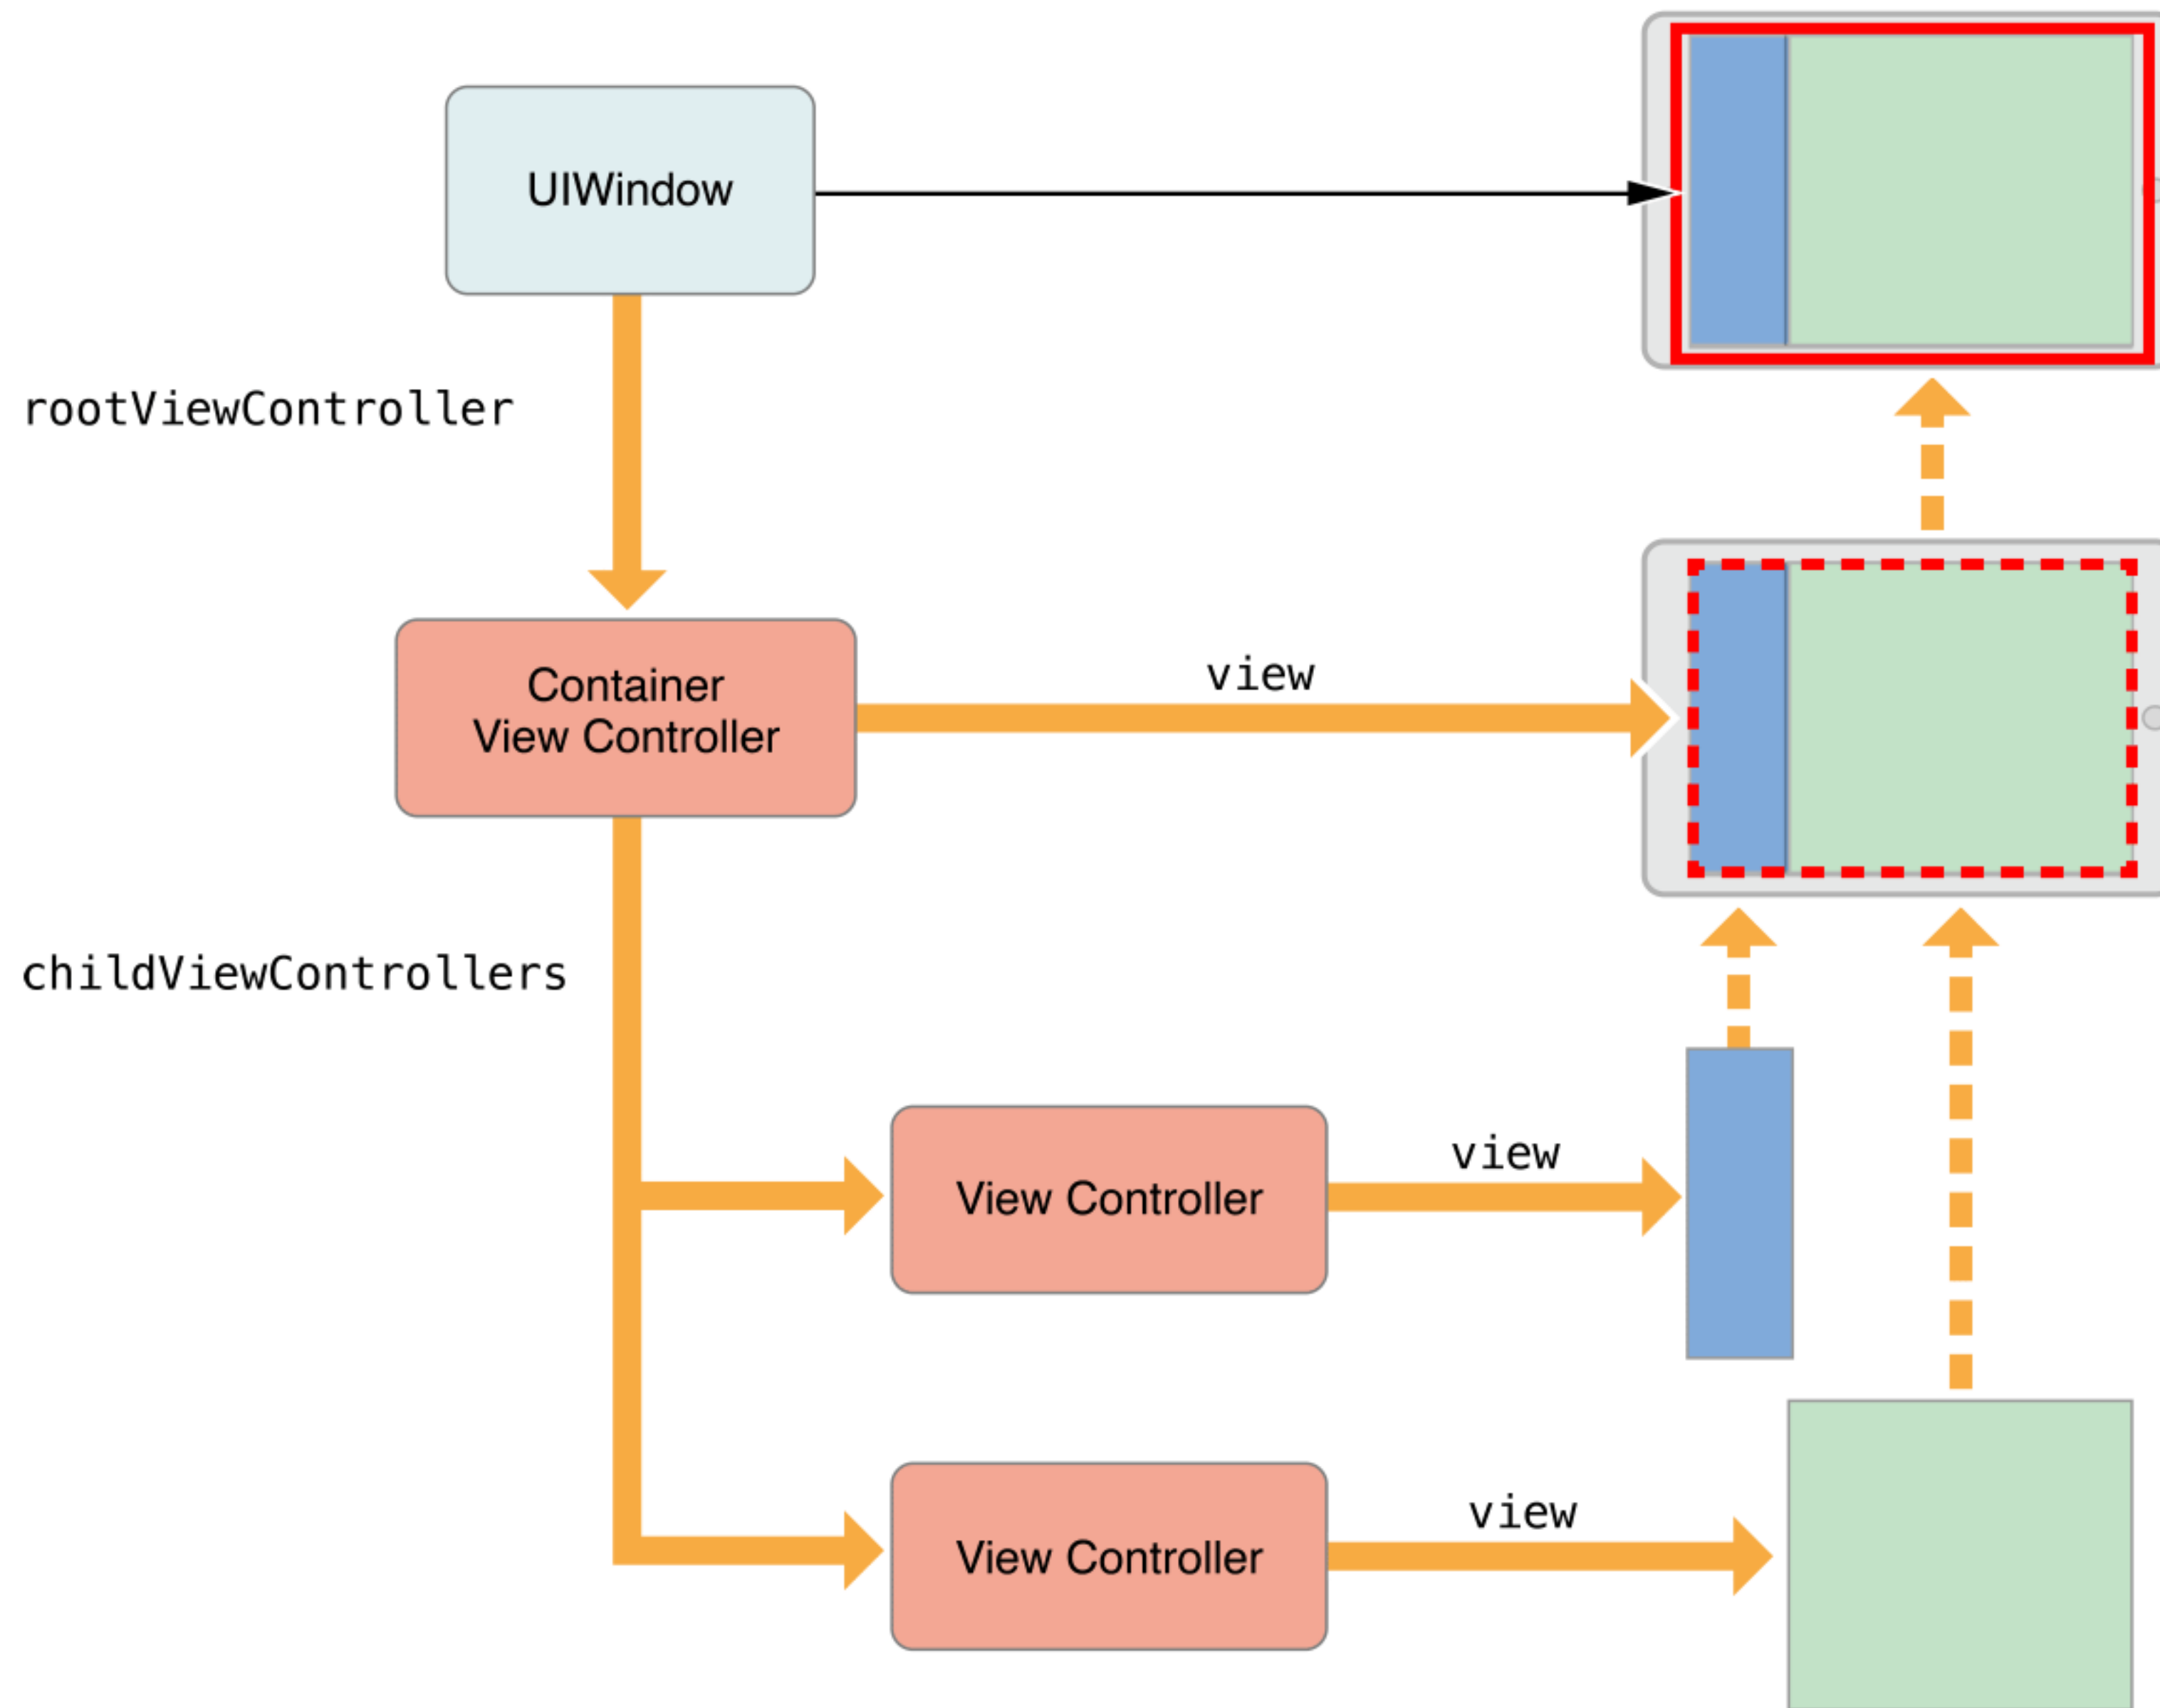 UIWindow
rootViewController
Container
View Controller
view
childViewControllers
View Controller
view
View Controller
view